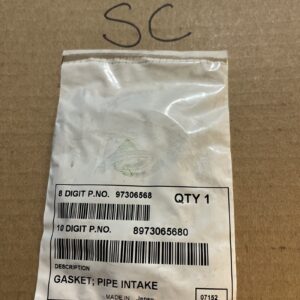 SC
8 DIGIT P.NO. 97306568 QTY 1
10 DIGIT P.NO. 8973065680
DESCRIPTION
GASKET; PIPE INTAKE
MADE IN Japan 07152